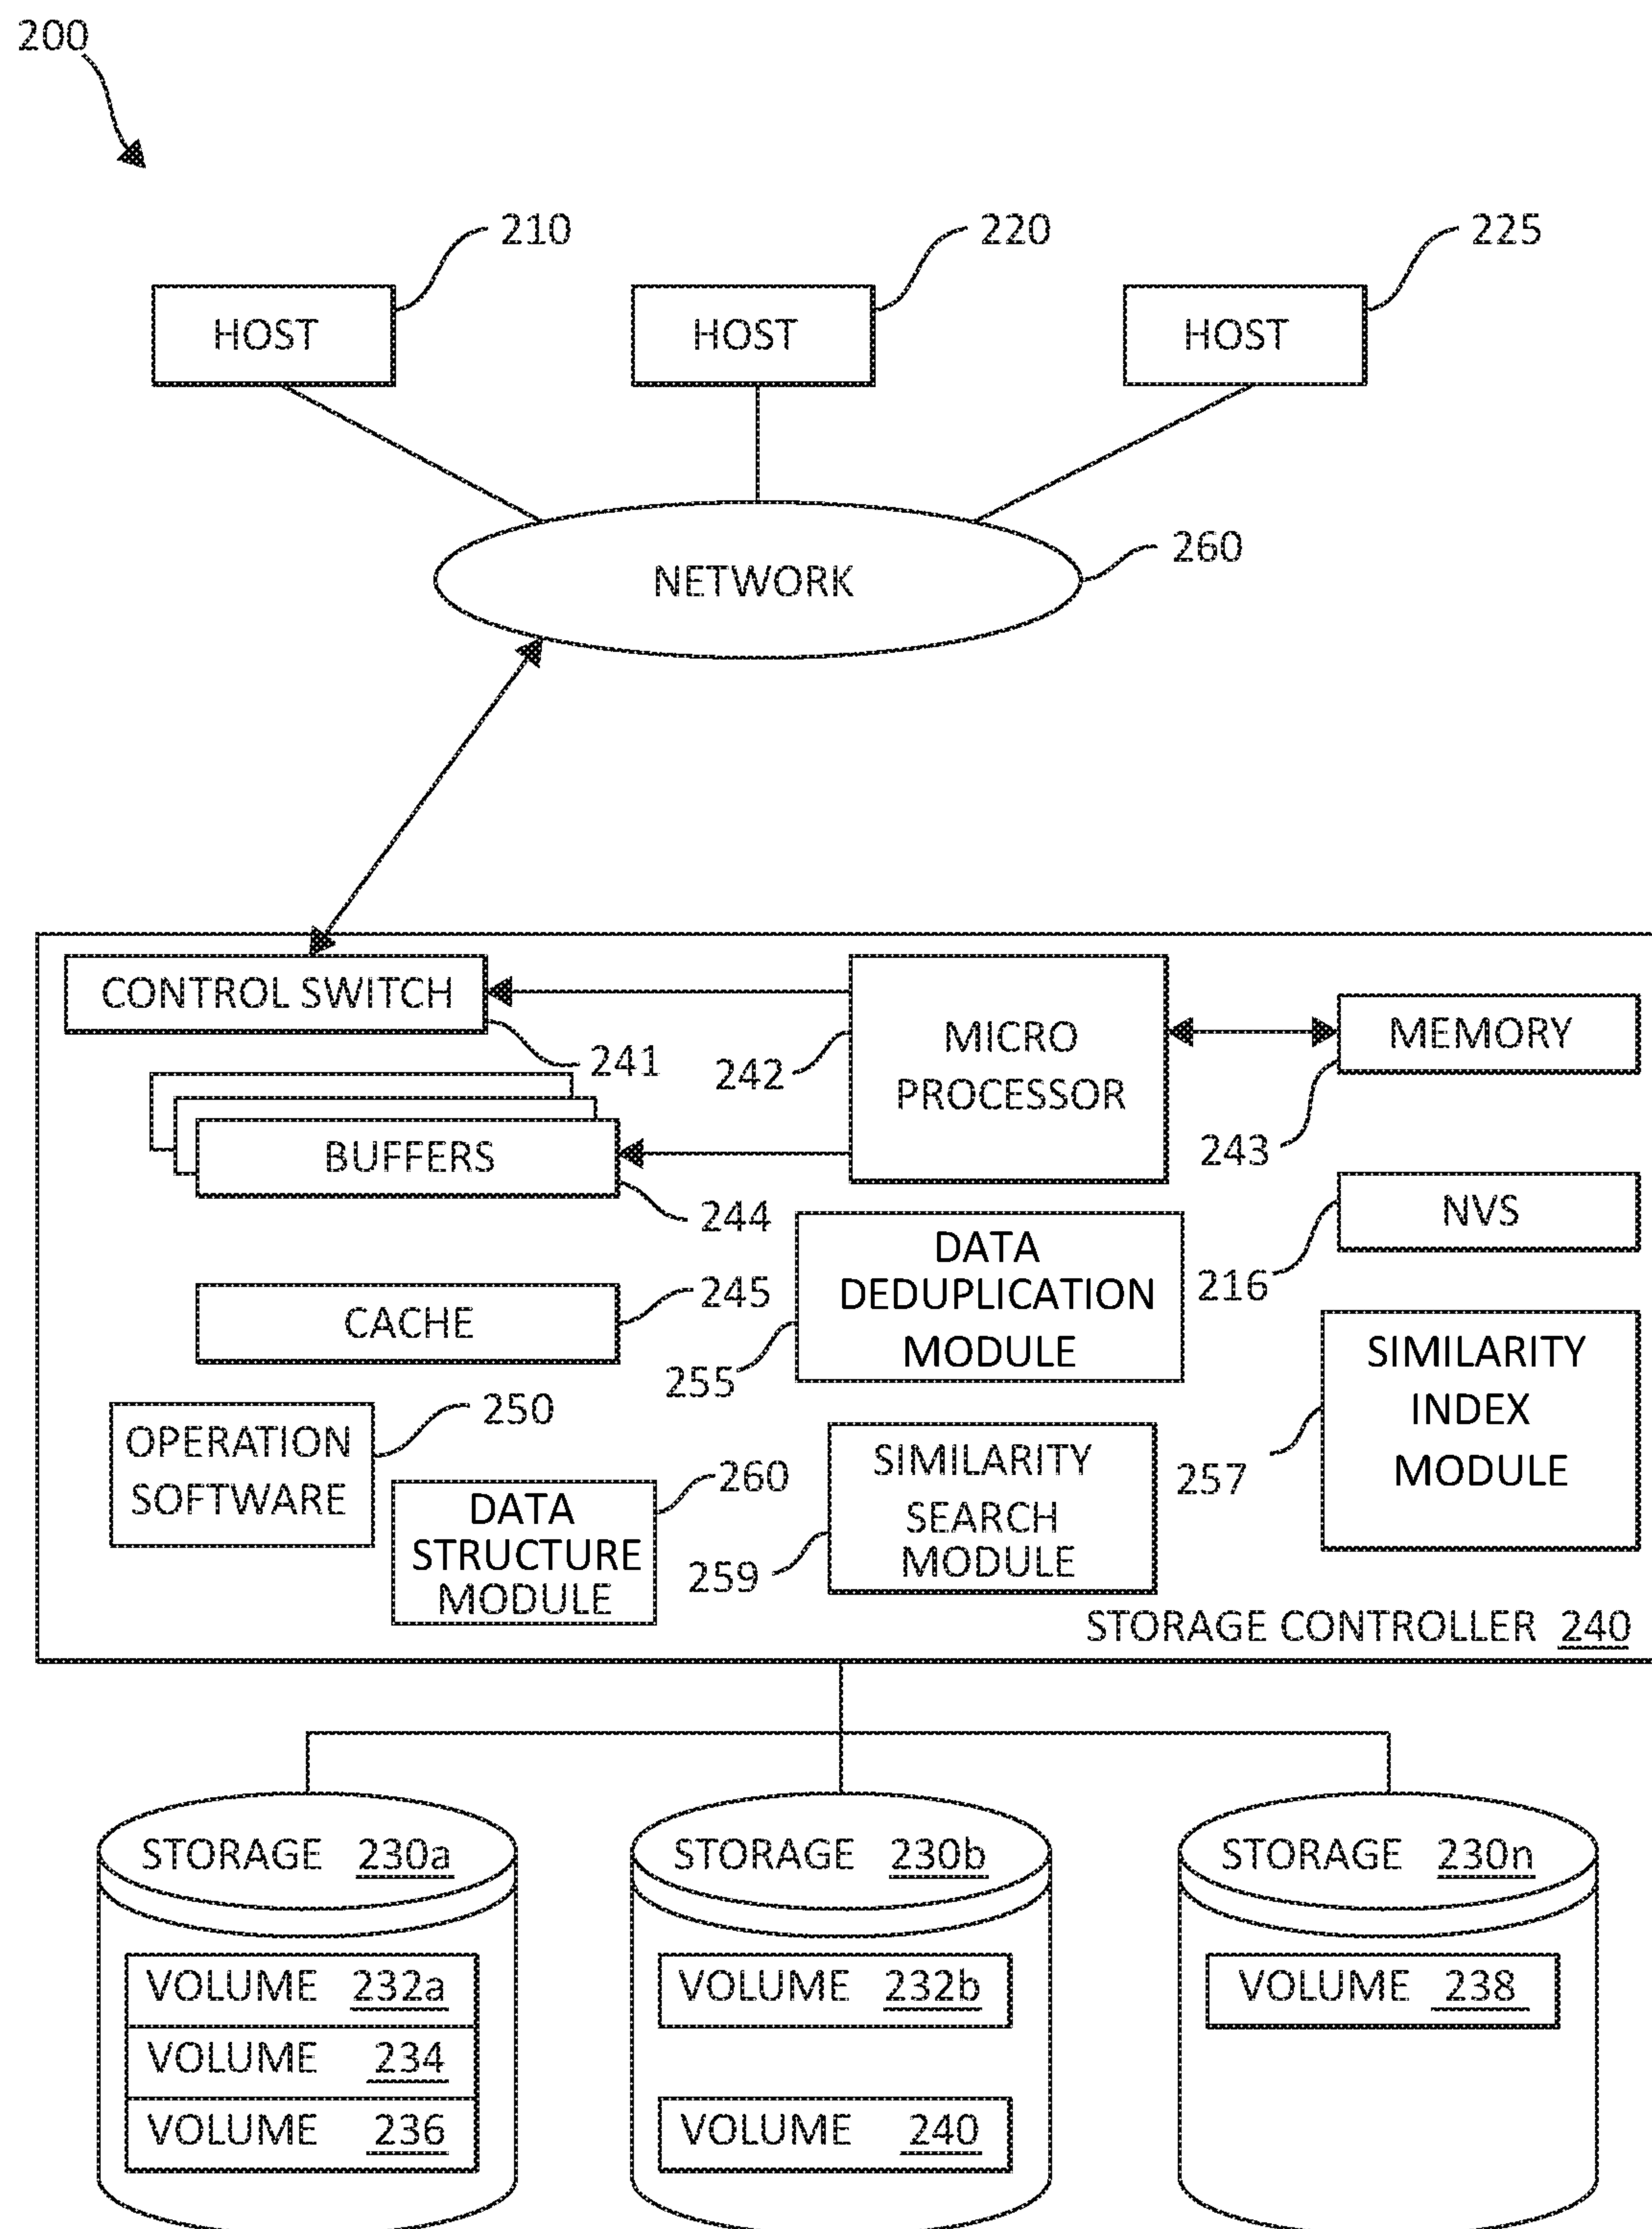 200
210
220
225
HOST
HOST
HOST
260
NETWORK
CONTROL SWITCH
241
242
MICRO
PROCESSOR
MEMORY
243
BUFFERS
244
NVS
216
DATA
DEDUPLICATION
MODULE
255
CACHE
245
SIMILARITY
INDEX
MODULE
257
OPERATION
SOFTWARE
250
DATA
STRUCTURE
MODULE
260
SIMILARITY
SEARCH
MODULE
259
STORAGE CONTROLLER 240
STORAGE 230a
STORAGE 230b
STORAGE 230n
VOLUME 232a
VOLUME 234
VOLUME 236
VOLUME 232b
VOLUME 240
VOLUME 238